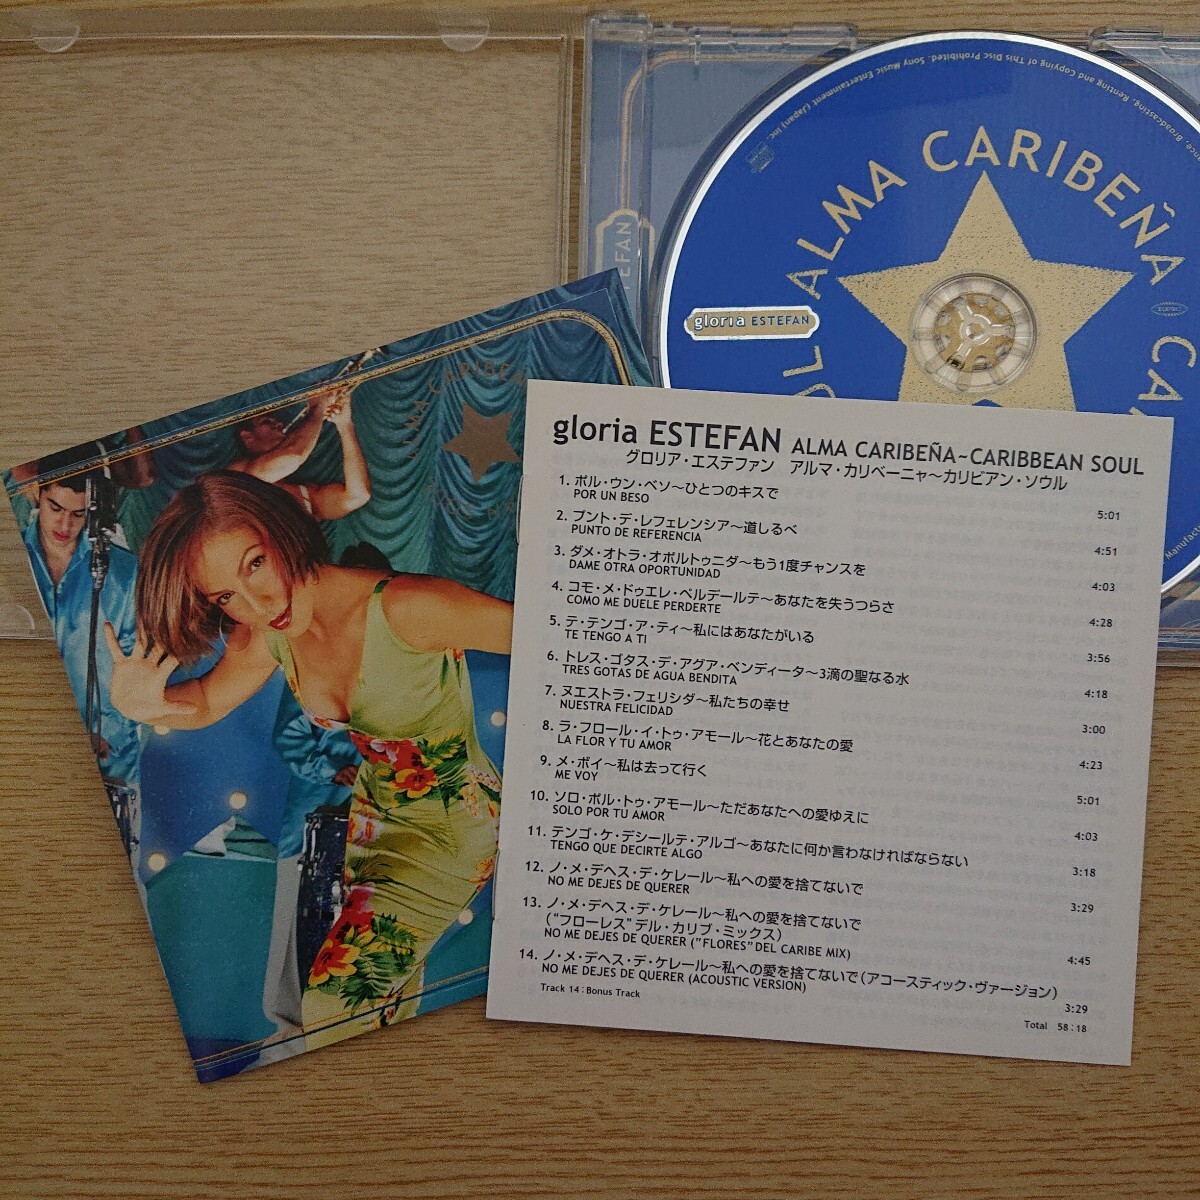 nce. Broadcasting, Renting and Copying of This Disc Prohibited. Sony Music Entertainment (Japan) Inc.
ALMA CARIBEÑA
gloria ESTEFAN
ALMA CARIBEÑ
gloria ESTEFAN ALMA CARIBEÑA~CARIBBEAN SOUL
グロリア・エステファン アルマ・カリベーニャ〜カリビアン・ソウル
1. ポル・ウン・ベソ〜ひとつのキスで
POR UN BESO 5:01
2. プント・デ・レフェレンシア〜道しるべ
PUNTO DE REFERENCIA 4:51
3. ダメ・オトラ・オポルトゥニダ〜もう1度チャンスを
DAME OTRA OPORTUNIDAD 4:03
4. コモ・メ・ドゥエレ・ペルデールテ〜あなたを失うつらさ
COMO ME DUELE PERDERTE 4:28
5. テ・テンゴ・ア・ティ〜私にはあなたがいる
TE TENGO A TI 3:56
6. トレス・ゴタス・デ・アグア・ベンディータ〜3滴の聖なる水
TRES GOTAS DE AGUA BENDITA 4:18
7. ヌエストラ・フェリシダ〜私たちの幸せ
NUESTRA FELICIDAD 3:00
8. ラ・フロール・イ・トゥ・アモール〜花とあなたの愛
LA FLOR Y TU AMOR 4:23
9. メ・ボイ〜私は去って行く
ME VOY 5:01
10. ソロ・ポル・トゥ・アモール〜ただあなたへの愛ゆえに
SOLO POR TU AMOR 4:03
11. テンゴ・ケ・デシールテ・アルゴ〜あなたに何か言わなければならない
TENGO QUE DECIRTE ALGO 3:18
12. ノ・メ・デヘス・デ・ケレール〜私への愛を捨てないで
NO ME DEJES DE QUERER 3:29
13. ノ・メ・デヘス・デ・ケレール〜私への愛を捨てないで
("フローレス" デル・カリブ・ミックス)
NO ME DEJES DE QUERER ("FLORES" DEL CARIBE MIX) 4:45
14. ノ・メ・デヘス・デ・ケレール〜私への愛を捨てないで(アコースティック・ヴァージョン)
NO ME DEJES DE QUERER (ACOUSTIC VERSION) 3:29
Track 14:Bonus Track
Total 58:18